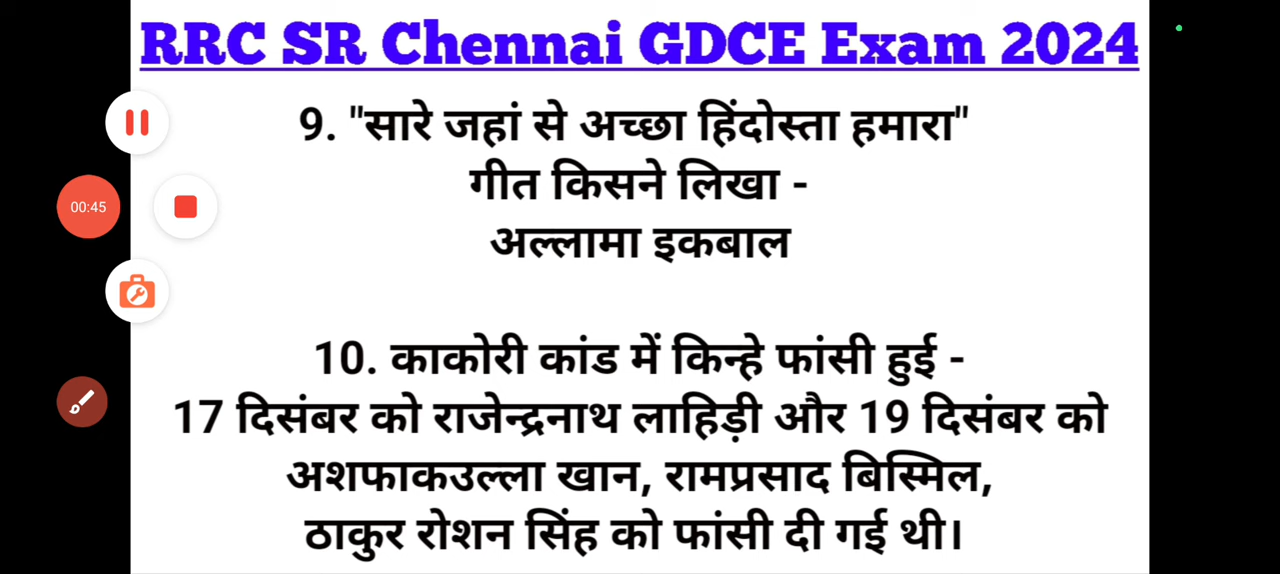 RRC SR Chennai GDCE Exam 2024
9. "सारे जहां से अच्छा हिंदोस्ता हमारा"
गीत किसने लिखा -
अल्लामा इकबाल
00:45
10. काकोरी कांड में किन्हे फांसी हुई -
17 दिसंबर को राजेन्द्रनाथ लाहिड़ी और 19 दिसंबर को
अशफाकउल्ला खान, रामप्रसाद बिस्मिल,
ठाकुर रोशन सिंह को फांसी दी गई थी।